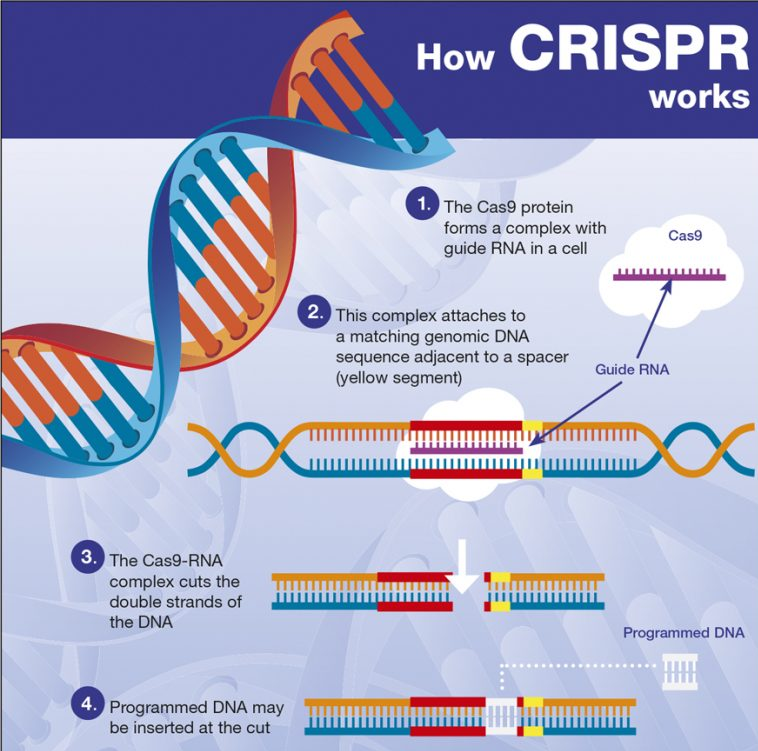 How CRISPR
works
1. The Cas9 protein
forms a complex with
guide RNA in a cell
Cas9
2. This complex attaches to
a matching genomic DNA
sequence adjacent to a spacer
(yellow segment)
Guide RNA
3. The Cas9-RNA
complex cuts the
double strands of
the DNA
Programmed DNA
4. Programmed DNA may
be inserted at the cut